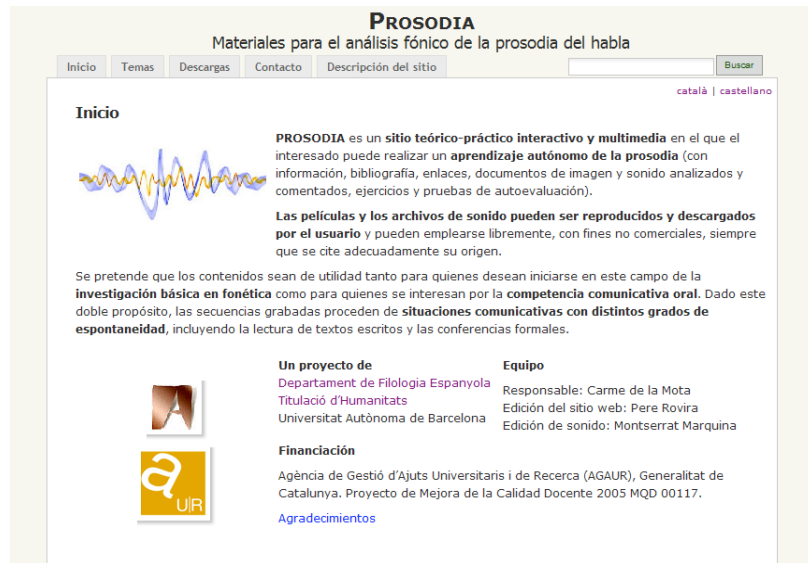 PROSODIA
Materiales para el análisis fónico de la prosodia del habla
Inicio Temas Descargas Contacto Descripción del sitio Buscar
català | castellano
Inicio
PROSODIA es un sitio teórico-práctico interactivo y multimedia en el que el
interesado puede realizar un aprendizaje autónomo de la prosodia (con
información, bibliografía, enlaces, documentos de imagen y sonido analizados y
comentados, ejercicios y pruebas de autoevaluación).
Las películas y los archivos de sonido pueden ser reproducidos y descargados
por el usuario y pueden emplearse libremente, con fines no comerciales, siempre
que se cite adecuadamente su origen.
Se pretende que los contenidos sean de utilidad tanto para quienes desean iniciarse en este campo de la
investigación básica en fonética como para quienes se interesan por la competencia comunicativa oral. Dado este
doble propósito, las secuencias grabadas proceden de situaciones comunicativas con distintos grados de
espontaneidad, incluyendo la lectura de textos escritos y las conferencias formales.
Un proyecto de
Departament de Filologia Espanyola
Titulació d'Humanitats
Universitat Autònoma de Barcelona
Equipo
Responsable: Carme de la Mota
Edición del sitio web: Pere Rovira
Edición de sonido: Montserrat Marquina
a
U|R
Financiación
Agència de Gestió d'Ajuts Universitaris i de Recerca (AGAUR), Generalitat de
Catalunya. Proyecto de Mejora de la Calidad Docente 2005 MQD 00117.
Agradecimientos